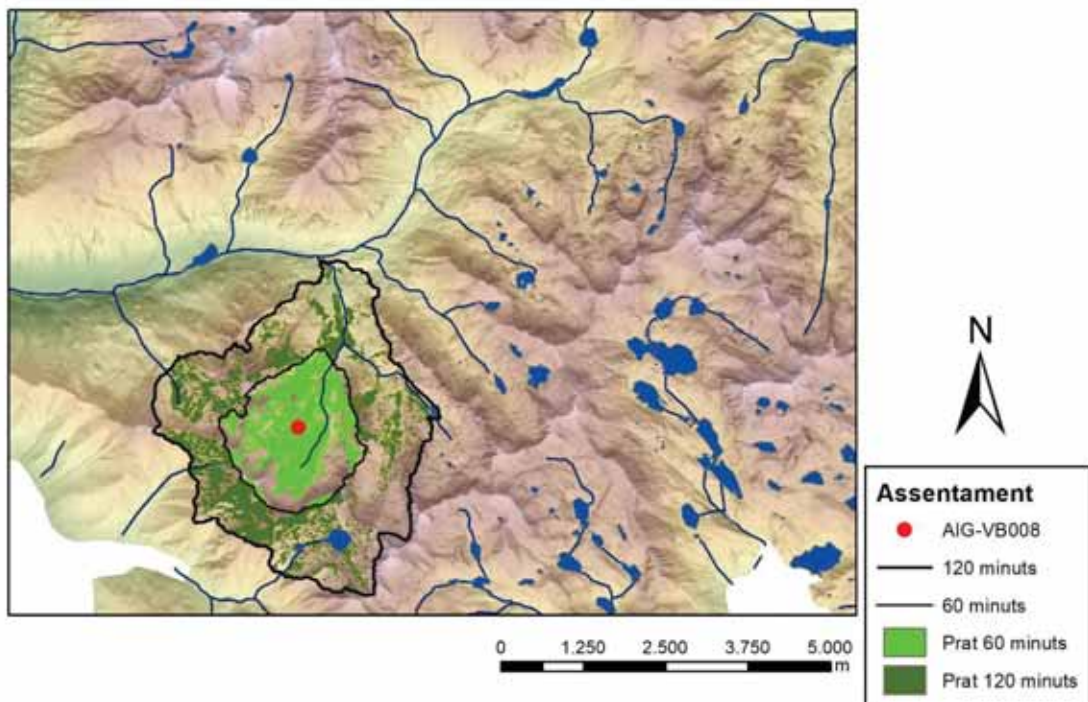 N
Assentament
AIG-VB008
120 minuts
60 minuts
Prat 60 minuts
Prat 120 minuts
0 1.250 2.500 3.750 5.000
m